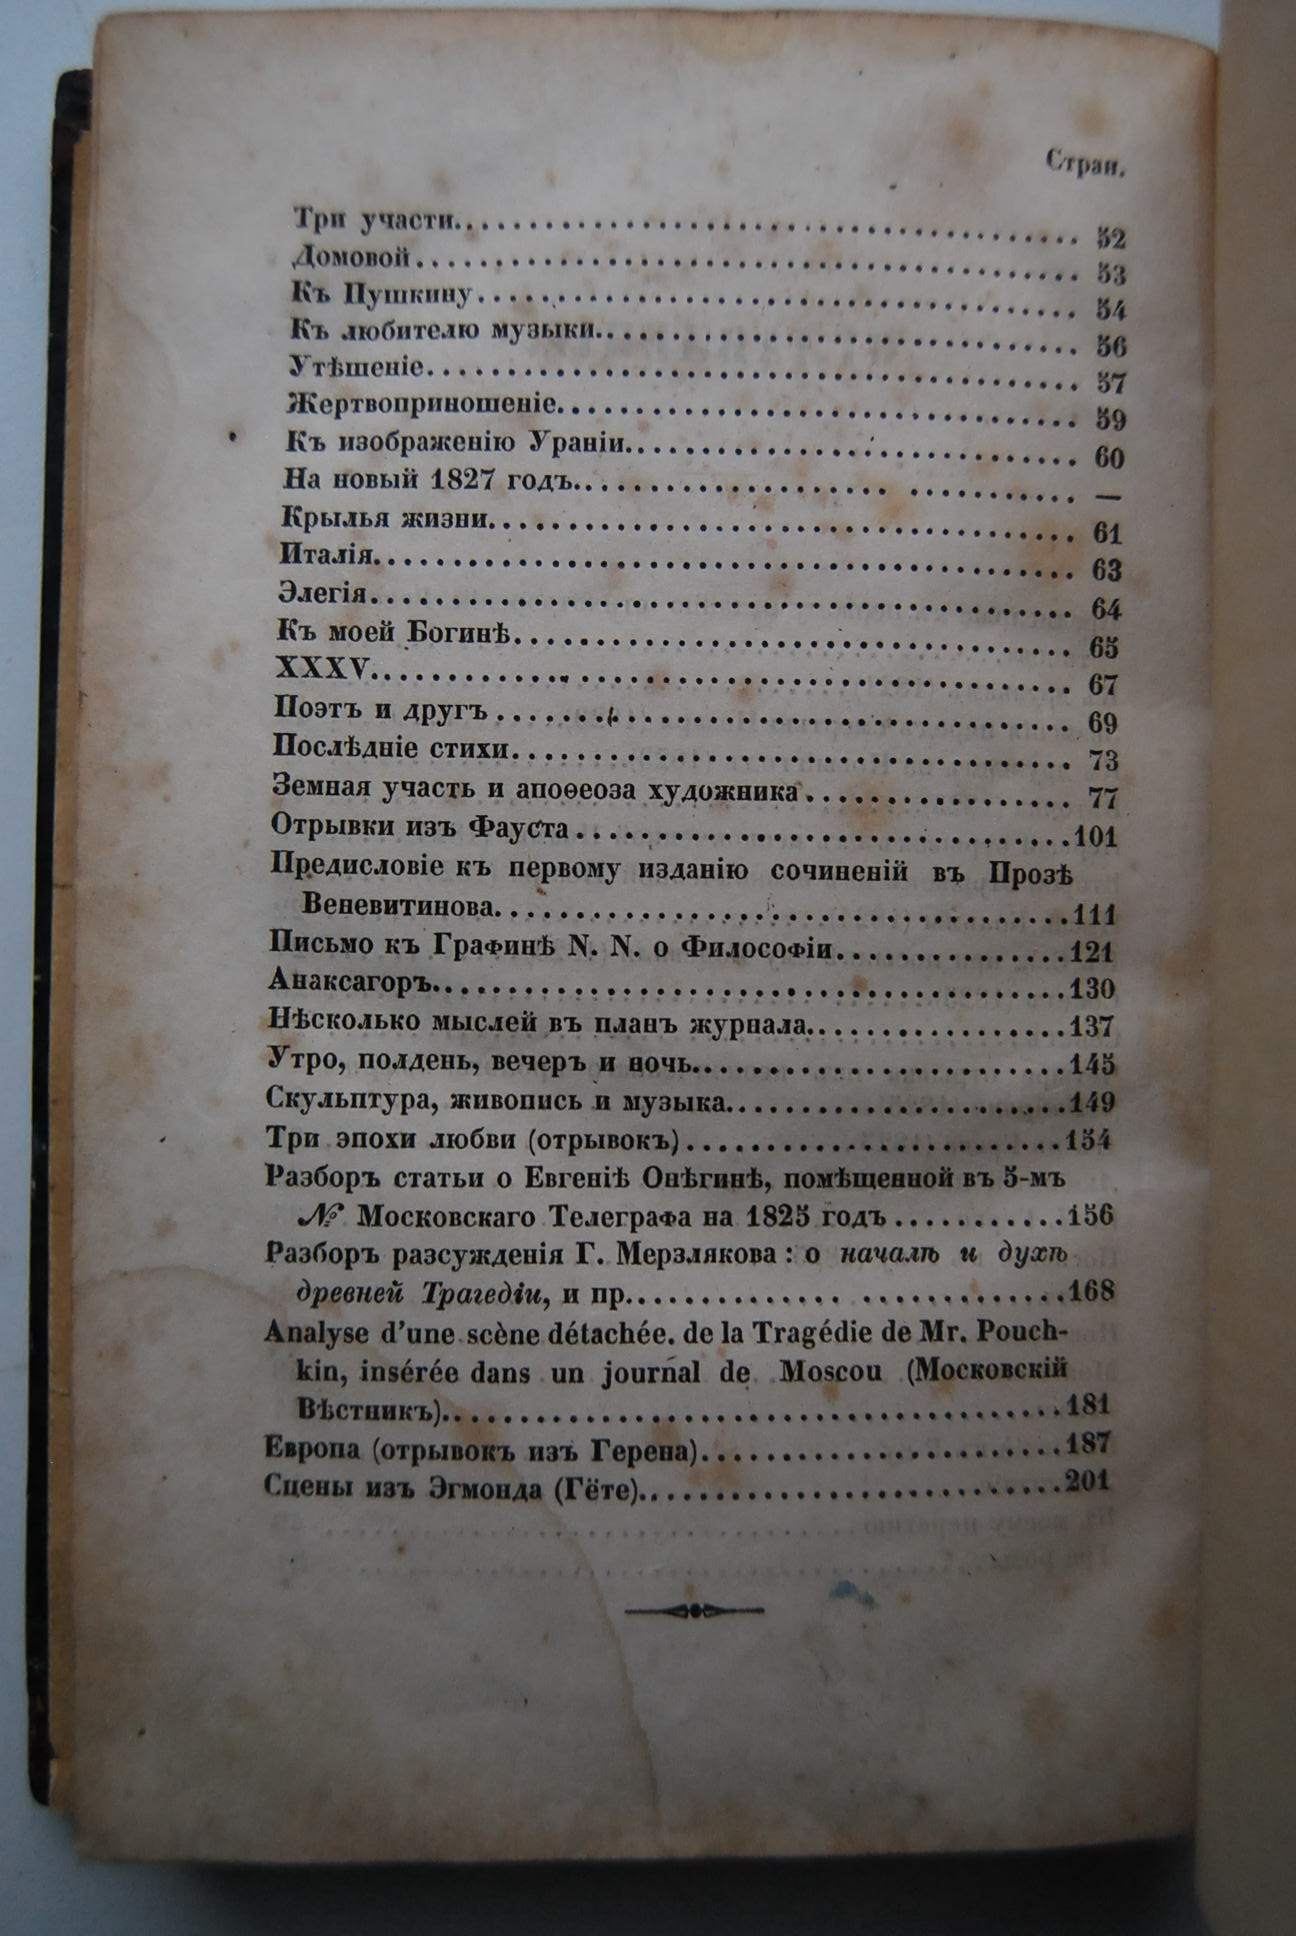 Стран.
Три участи........................................ 52
Домовой........................................ 53
Къ Пушкину........................................ 54
Къ любителю музыки........................................ 56
Утѣшеніе........................................ 57
Жертвоприношеніе........................................ 59
Къ изображенію Ураніи........................................ 60
На новый 1827 годъ........................................ —
Крылья жизни........................................ 61
Италія........................................ 63
Элегія........................................ 64
Къ моей Богинѣ........................................ 65
XXXV........................................ 67
Поэтъ и другъ........................................ 69
Послѣдніе стихи........................................ 73
Земная участь и апоѳеоза художника................ 77
Отрывки изъ Фауста..............................101
Предисловіе къ первому изданію сочиненій въ Прозѣ
Веневитинова..................................111
Письмо къ Графинѣ N. N. о Философіи...............121
Анаксагоръ......................................130
Нѣсколько мыслей въ планъ журнала.................137
Утро, полдень, вечеръ и ночь........................145
Скульптура, живопись и музыка......................149
Три эпохи любви (отрывокъ).........................154
Разборъ статьи о Евгеніѣ Онѣгинѣ, помѣщенной въ 5-мъ
№ Московскаго Телеграфа на 1825 годъ...........156
Разборъ разсужденія Г. Мерзлякова: о началѣ и духѣ
древней Трагедіи, и пр...........................168
Analyse d'une scène détachée. de la Tragédie de Mr. Pouch-
kin, insérée dans un journal de Moscou (Московскій
Вѣстникъ)......................................181
Европа (отрывокъ изъ Герена).......................187
Сцены изъ Эгмонда (Гёте)...........................201